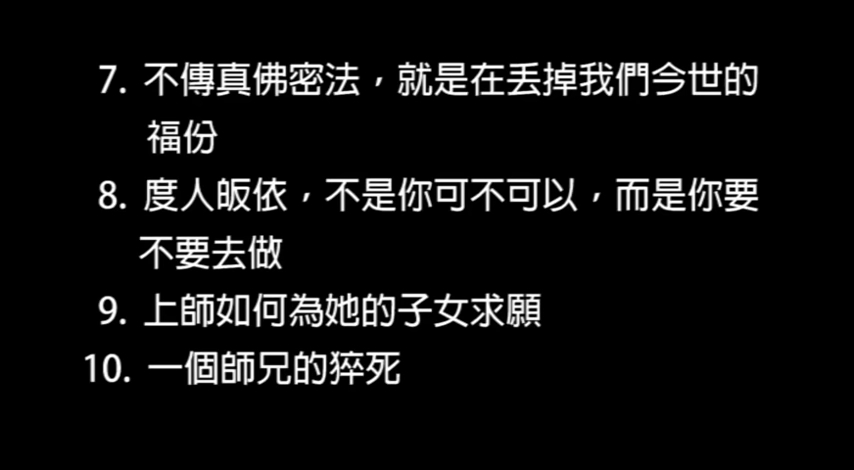 7. 不傳真佛密法，就是在丟掉我們今世的
福份
8. 度人皈依，不是你可不可以，而是你要
不要去做
9. 上師如何為她的子女求願
10. 一個師兄的猝死